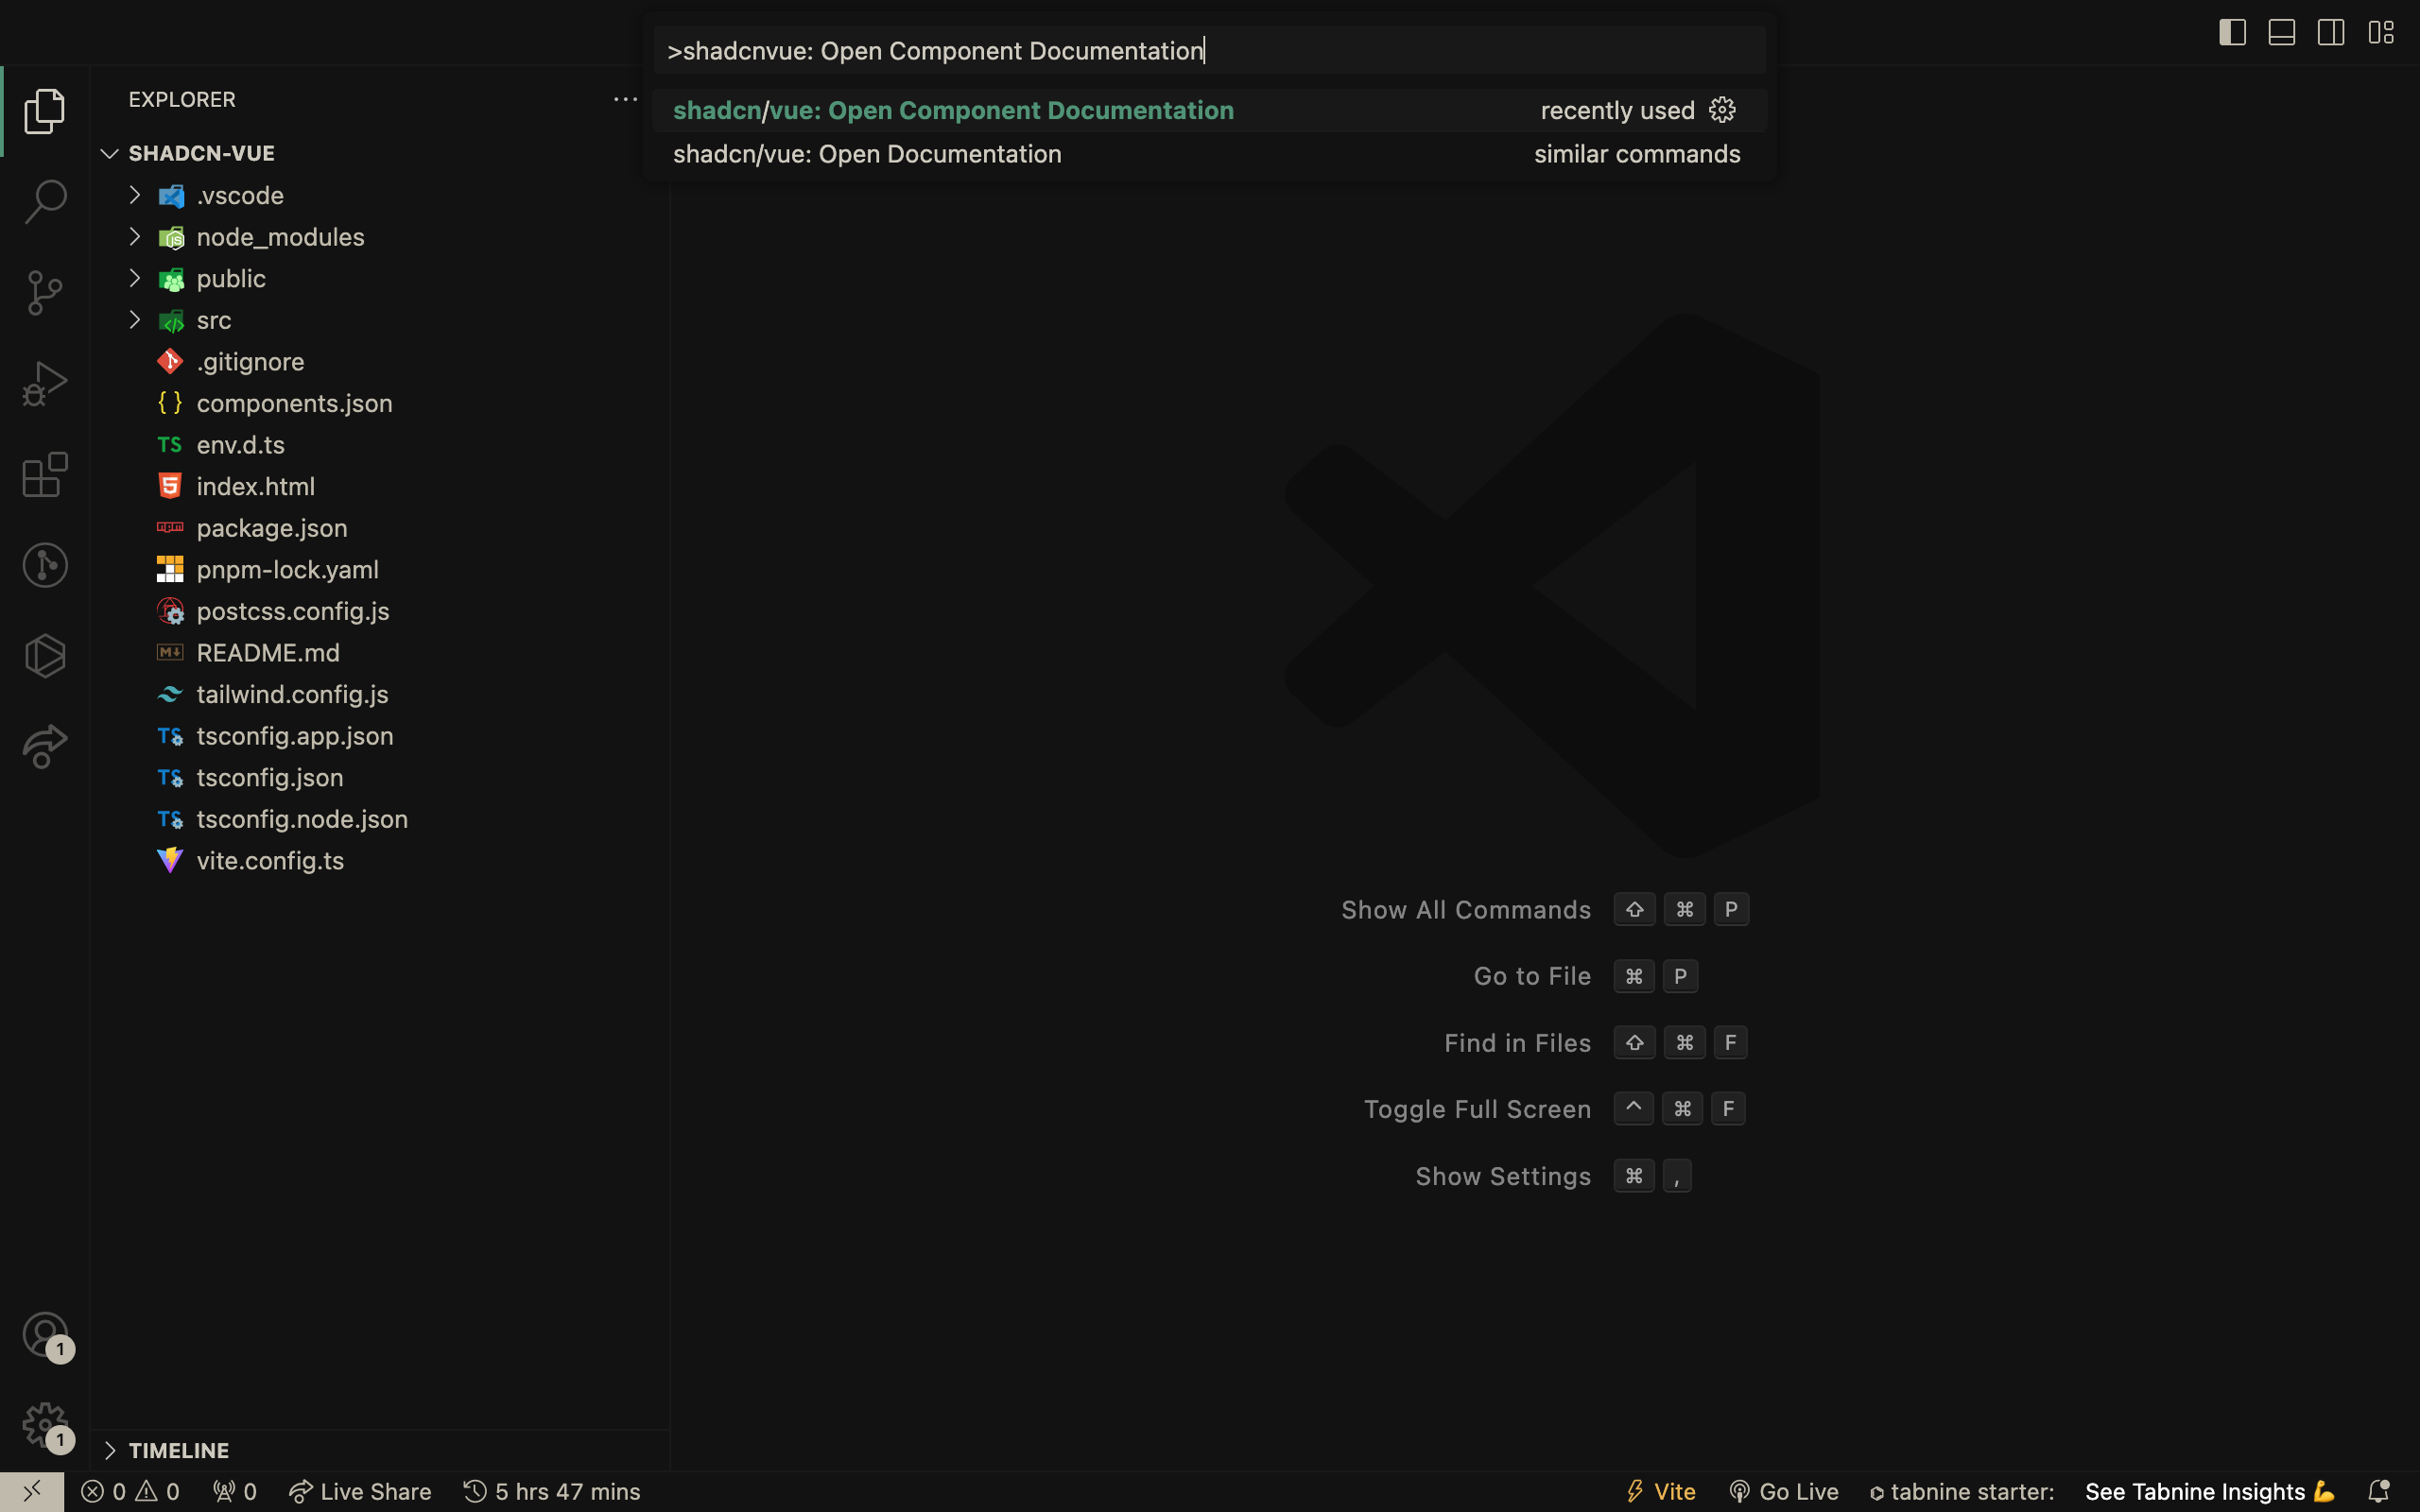 >shadcnvue: Open Component Documentation
shadcn/vue: Open Component Documentation recently used
shadcn/vue: Open Documentation similar commands
EXPLORER
SHADCN-VUE
.vscode
node_modules
public
src
.gitignore
components.json
TS env.d.ts
index.html
package.json
pnpm-lock.yaml
postcss.config.js
README.md
tailwind.config.js
TS tsconfig.app.json
TS tsconfig.json
TS tsconfig.node.json
vite.config.ts
Show All Commands ⇧ ⌘ P
Go to File ⌘ P
Find in Files ⇧ ⌘ F
Toggle Full Screen ^ ⌘ F
Show Settings ⌘ ,
1
1
TIMELINE
0 0 0 Live Share 5 hrs 47 mins Vite Go Live tabnine starter: See Tabnine Insights 💪